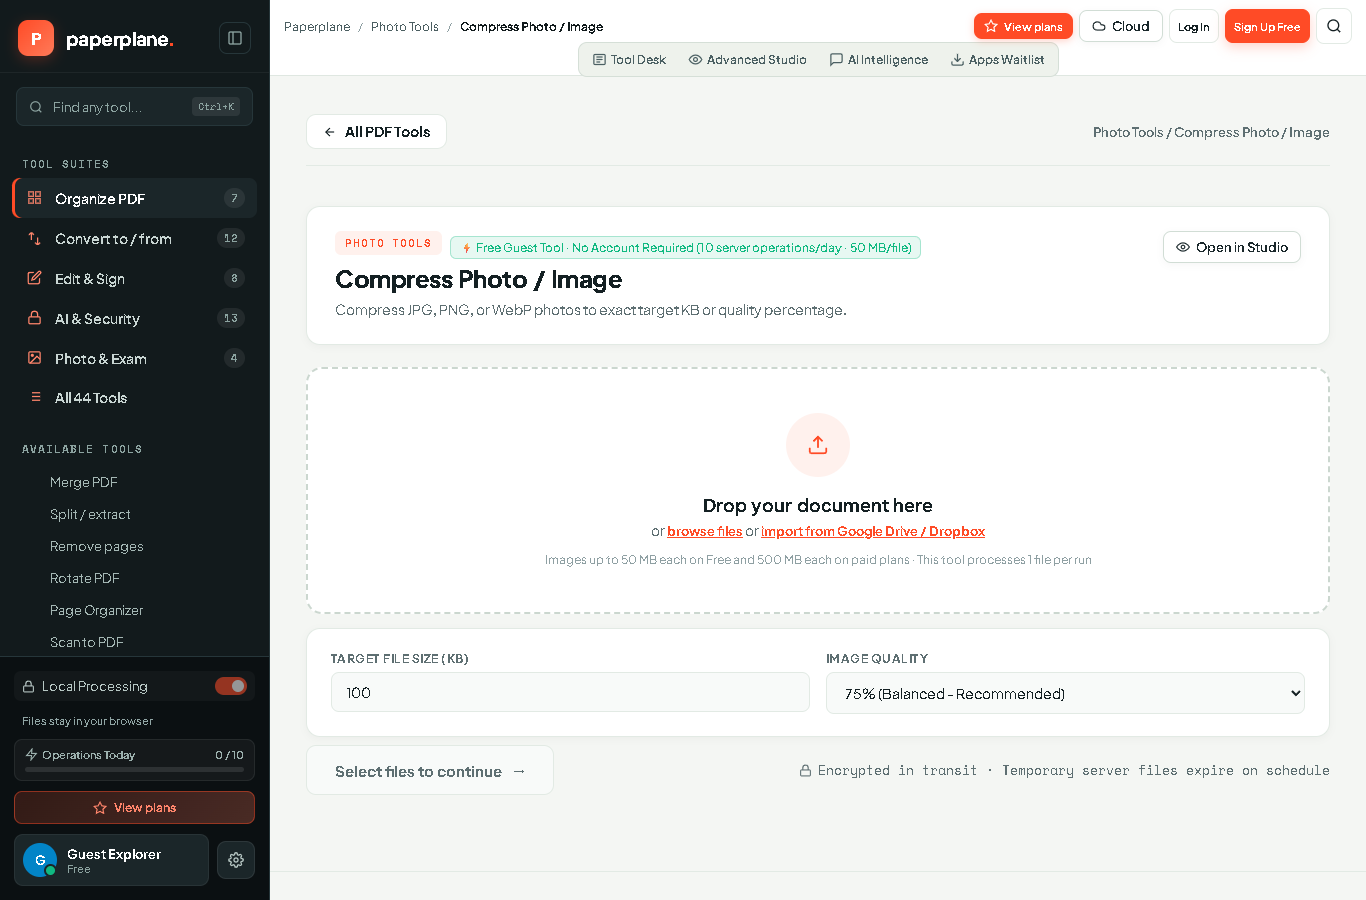 P paperplane.
Find any tool... Ctrl+K
TOOL SUITES
Organize PDF 7
Convert to / from 12
Edit & Sign 8
AI & Security 13
Photo & Exam 4
All 44 Tools
AVAILABLE TOOLS
Merge PDF
Split / extract
Remove pages
Rotate PDF
Page Organizer
Scan to PDF
Local Processing
Files stay in your browser
Operations Today 0 / 10
View plans
G Guest Explorer
Free
Paperplane / Photo Tools / Compress Photo / Image
View plans Cloud Log In Sign Up Free
Tool Desk Advanced Studio AI Intelligence Apps Waitlist
← All PDF Tools
Photo Tools / Compress Photo / Image
PHOTO TOOLS
Free Guest Tool · No Account Required (10 server operations/day · 50 MB/file)
Open in Studio
Compress Photo / Image
Compress JPG, PNG, or WebP photos to exact target KB or quality percentage.
Drop your document here
or browse files or import from Google Drive / Dropbox
Images up to 50 MB each on Free and 500 MB each on paid plans · This tool processes 1 file per run
TARGET FILE SIZE (KB)
100
IMAGE QUALITY
75% (Balanced - Recommended)
Select files to continue →
Encrypted in transit · Temporary server files expire on schedule